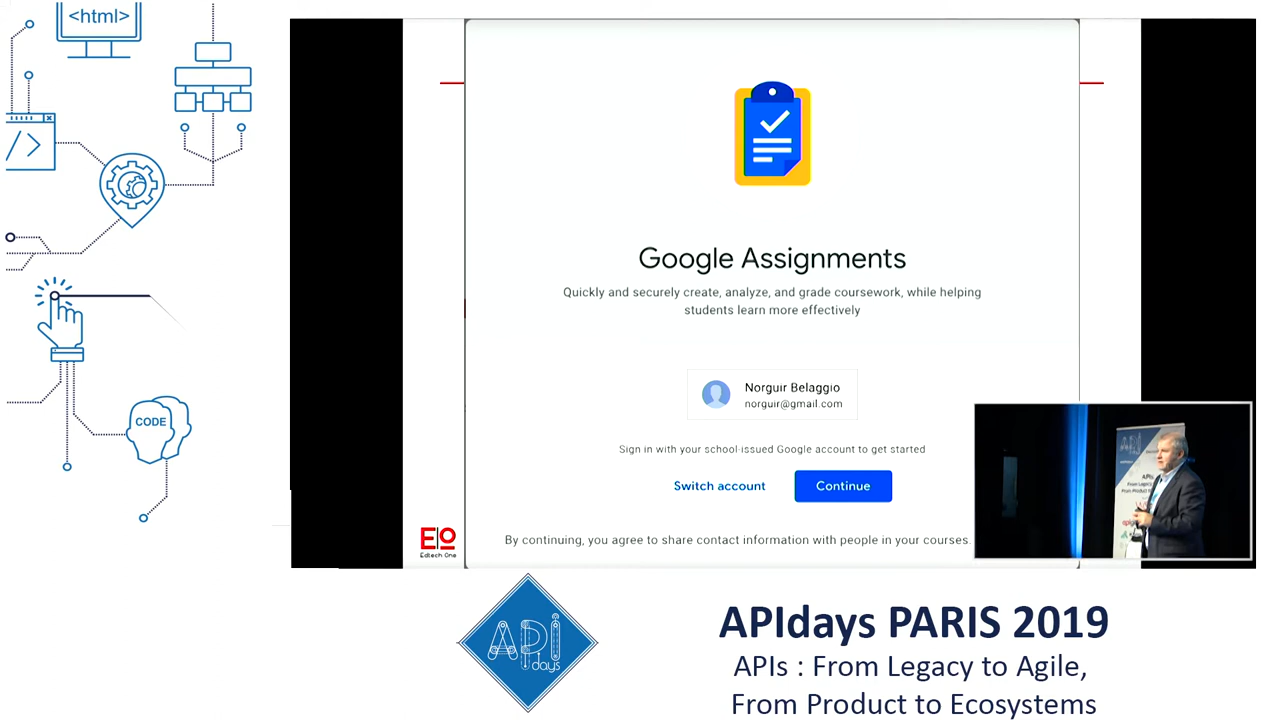 <html>
/>
CODE
Google Assignments
Quickly and securely create, analyze, and grade coursework, while helping
students learn more effectively
Norguir Belaggio
norguir@gmail.com
Sign in with your school-issued Google account to get started
Switch account
Continue
By continuing, you agree to share contact information with people in your courses.
EO
Edtech One
API
APIs
API
days
APIdays PARIS 2019
APIs : From Legacy to Agile,
From Product to Ecosystems